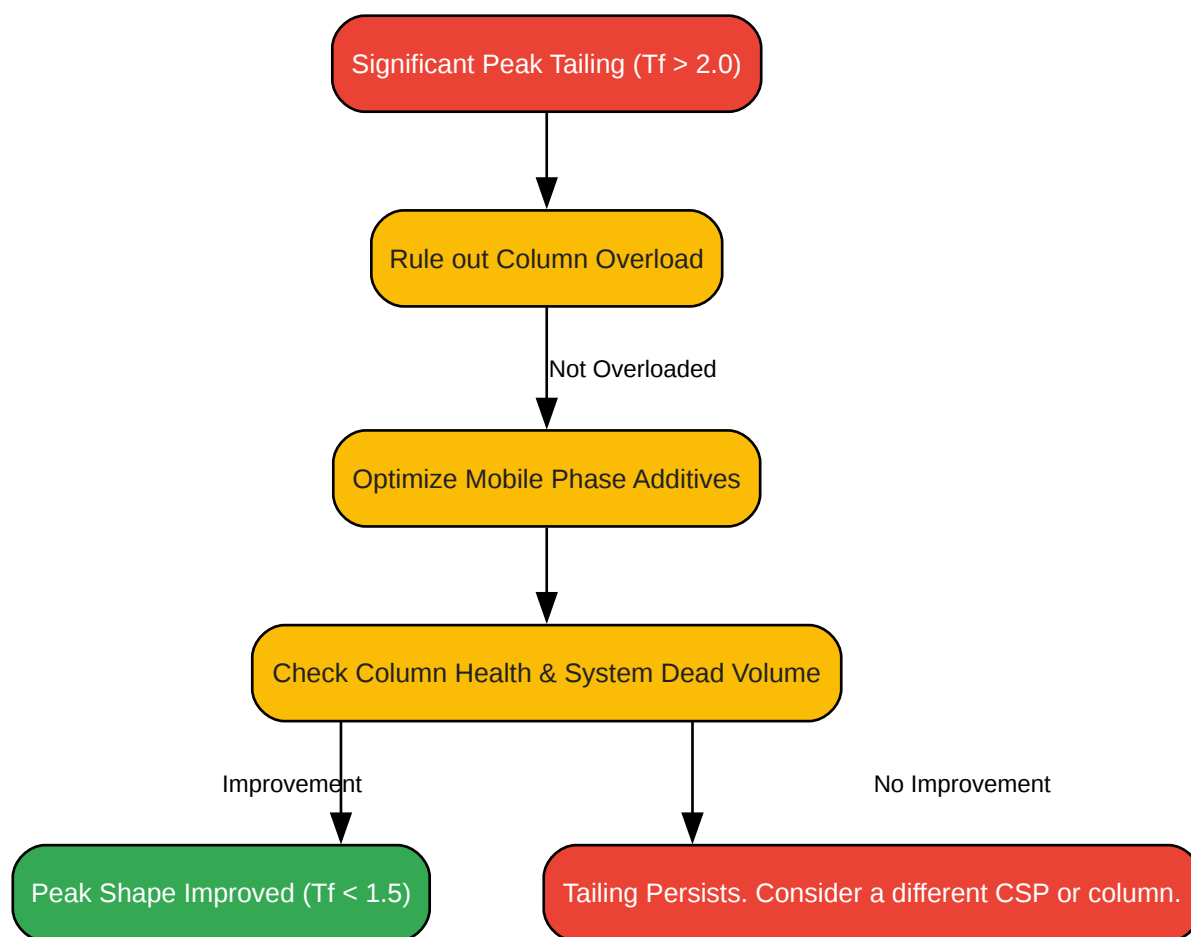 Significant Peak Tailing (Tf > 2.0)
Rule out Column Overload
Not Overloaded
Optimize Mobile Phase Additives
Check Column Health & System Dead Volume
Improvement
No Improvement
Peak Shape Improved (Tf < 1.5)
Tailing Persists. Consider a different CSP or column.